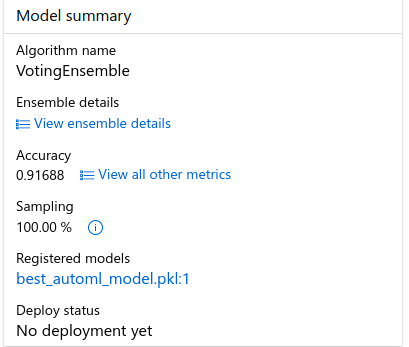 Model summary
Algorithm name
VotingEnsemble
Ensemble details
View ensemble details
Accuracy
0.91688 View all other metrics
Sampling
100.00 %
Registered models
best_automl_model.pkl:1
Deploy status
No deployment yet